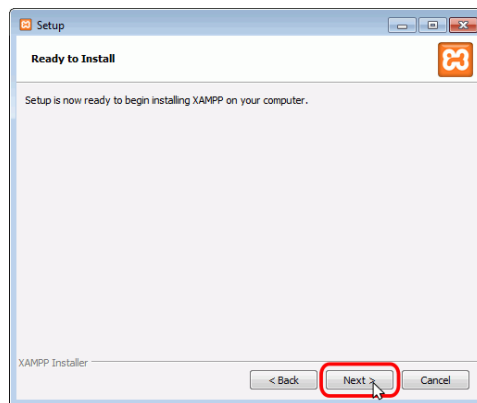 Setup
Ready to Install
Setup is now ready to begin installing XAMPP on your computer.
XAMPP Installer
< Back
Next >
Cancel